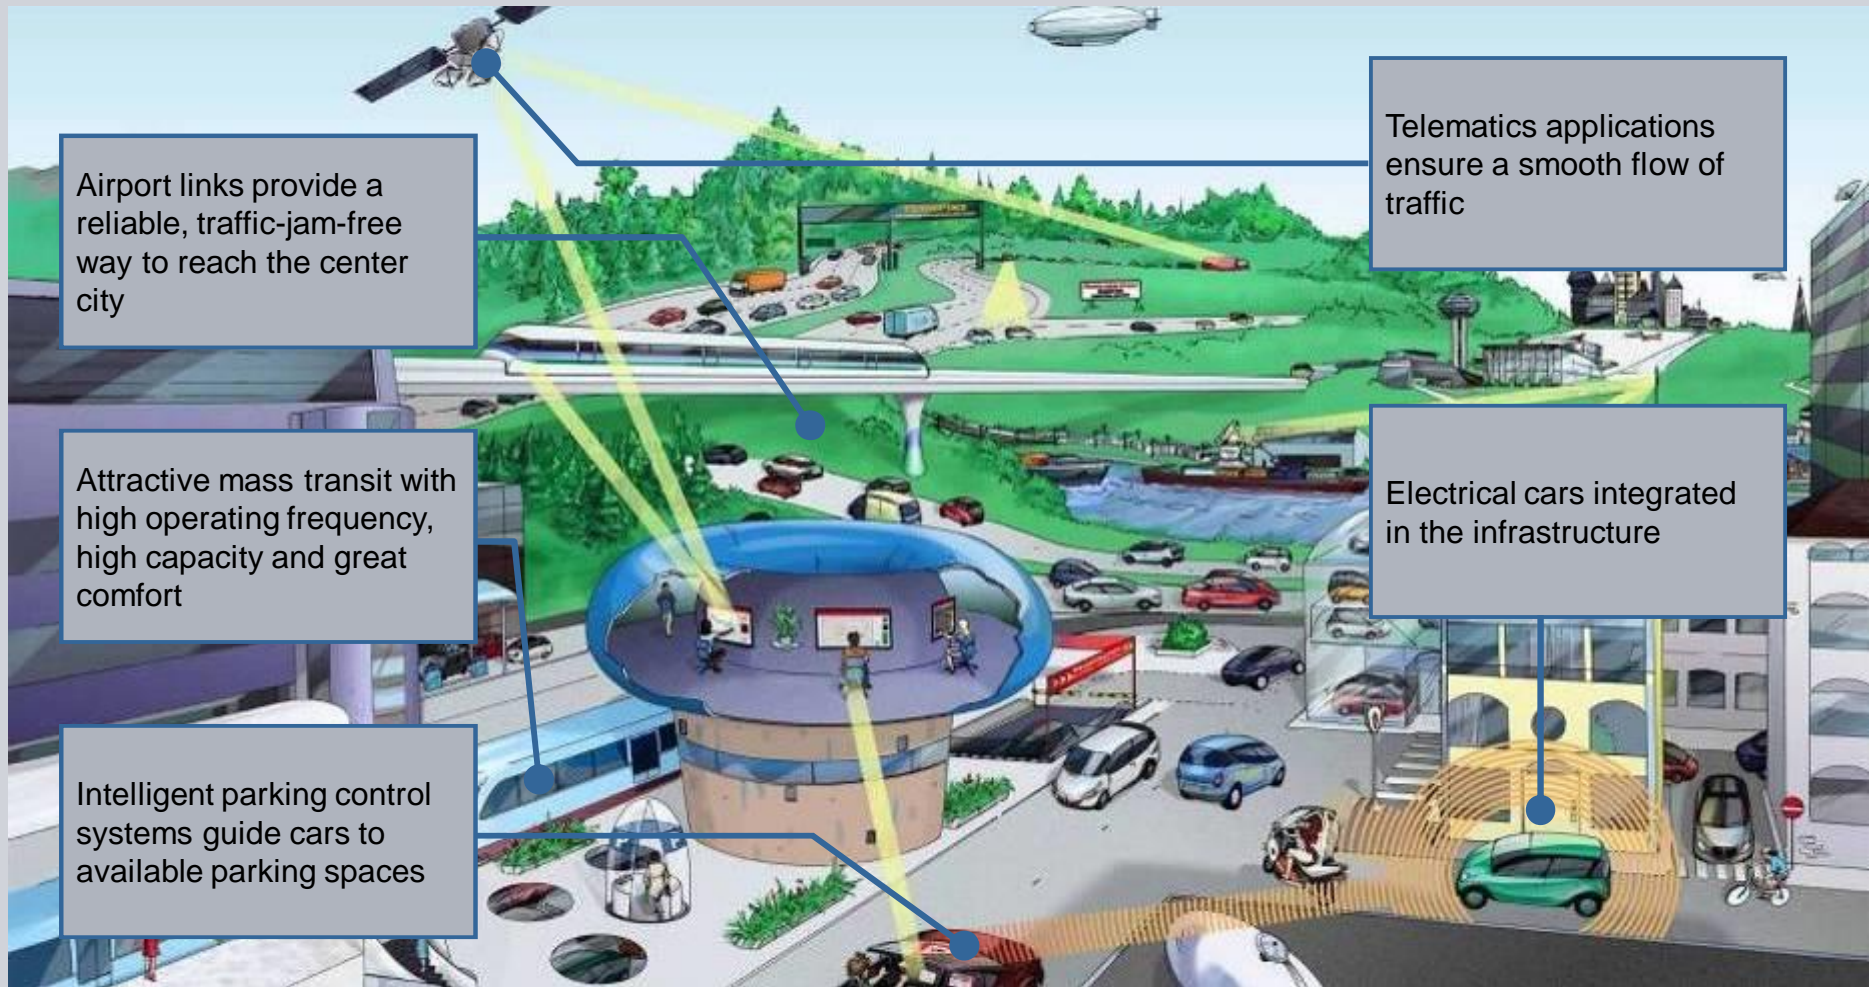 Telematics applications
ensure a smooth flow of
traffic
Airport links provide a
reliable, traffic-jam-free
way to reach the center
city
Attractive mass transit with
high operating frequency,
high capacity and great
comfort
Electrical cars integrated
in the infrastructure
Intelligent parking control
systems guide cars to
available parking spaces